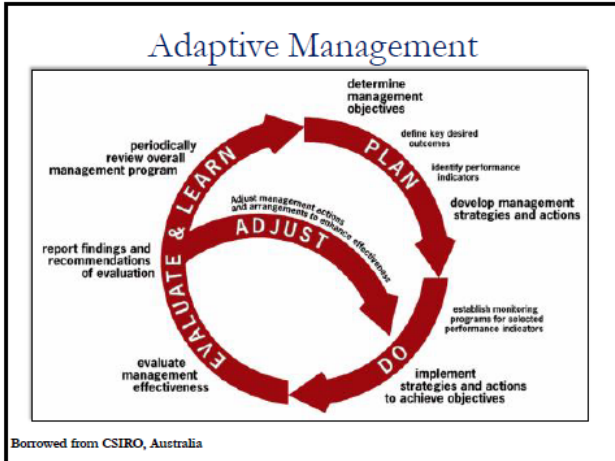 Adaptive Management
determine
management
objectives
define key desired
outcomes
identify performance
indicators
develop management
strategies and actions
PLAN
establish monitoring
programs for selected
performance indicators
implement
strategies and actions
to achieve objectives
DO
evaluate
management
effectiveness
report findings and
recommendations
of evaluation
periodically
review overall
management program
EVALUATE & LEARN
Adjust management actions
and arrangements to enhance effectiveness
ADJUST
Borrowed from CSIRO, Australia